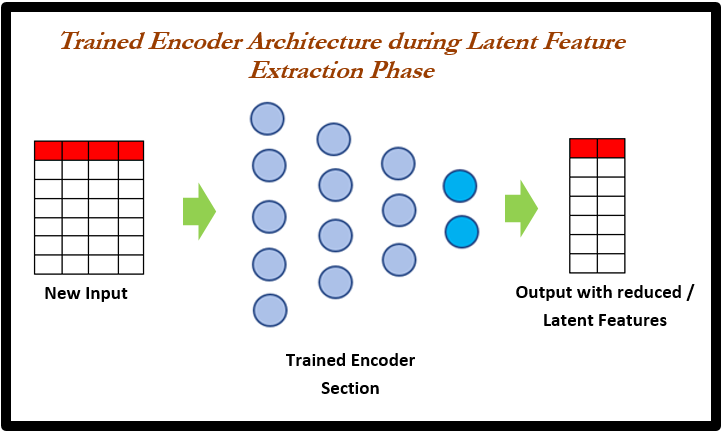 Trained Encoder Architecture during Latent Feature
Extraction Phase
New Input
Output with reduced /
Latent Features
Trained Encoder
Section